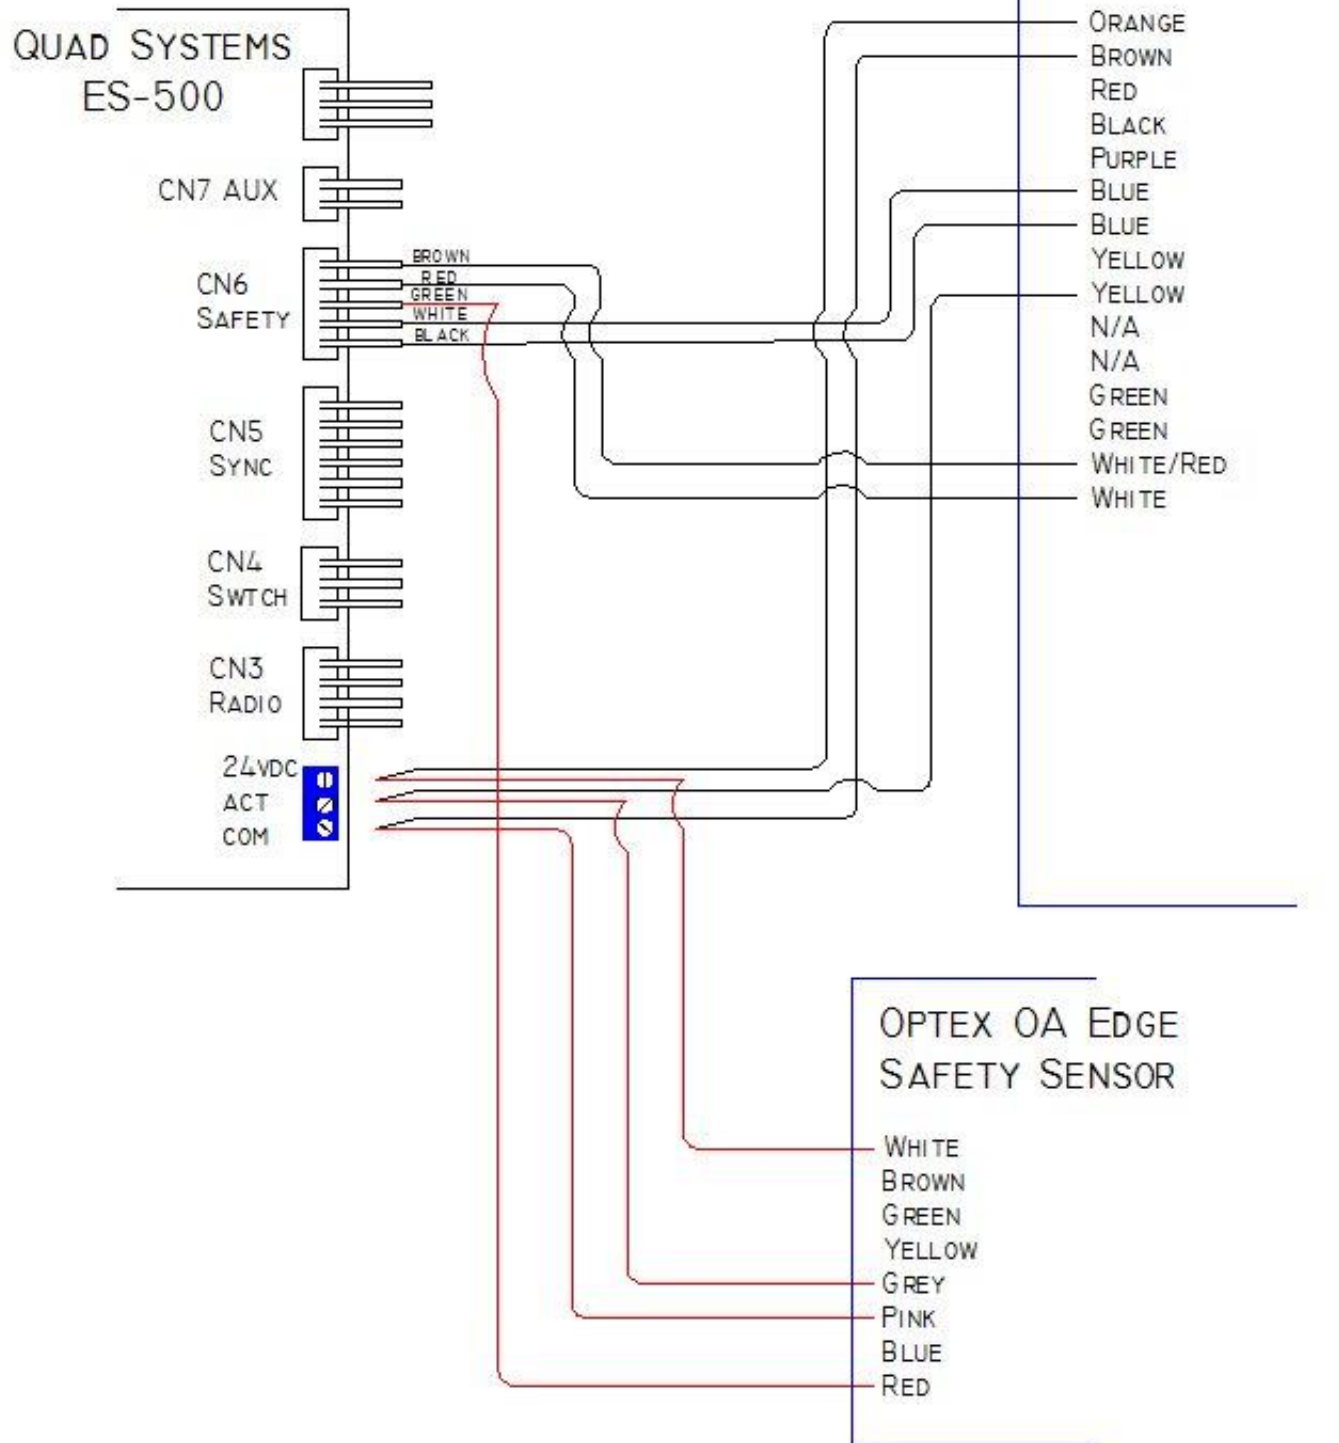 QUAD SYSTEMS
ES-500
CN7 AUX
CN6
SAFETY
BROWN
RED
GREEN
WHITE
BLACK
CN5
SYNC
CN4
SWTCH
CN3
RADIO
24VDC
ACT
COM
ORANGE
BROWN
RED
BLACK
PURPLE
BLUE
BLUE
YELLOW
YELLOW
N/A
N/A
GREEN
GREEN
WHITE/RED
WHITE
OPTEX OA EDGE
SAFETY SENSOR
WHITE
BROWN
GREEN
YELLOW
GREY
PINK
BLUE
RED